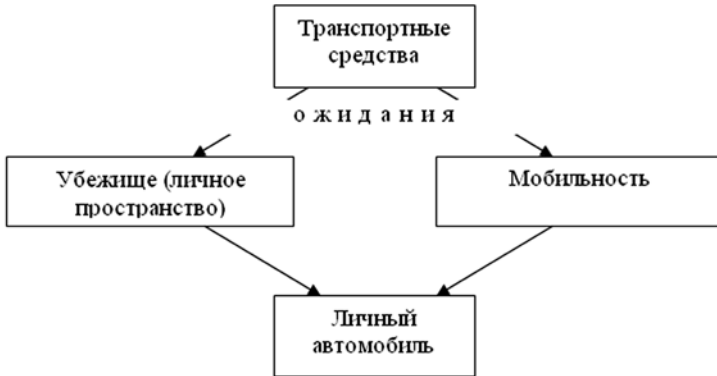 Транспортные
средства
о ж и д а н и я
Убежище (личное
пространство)
Мобильность
Личный
автомобиль